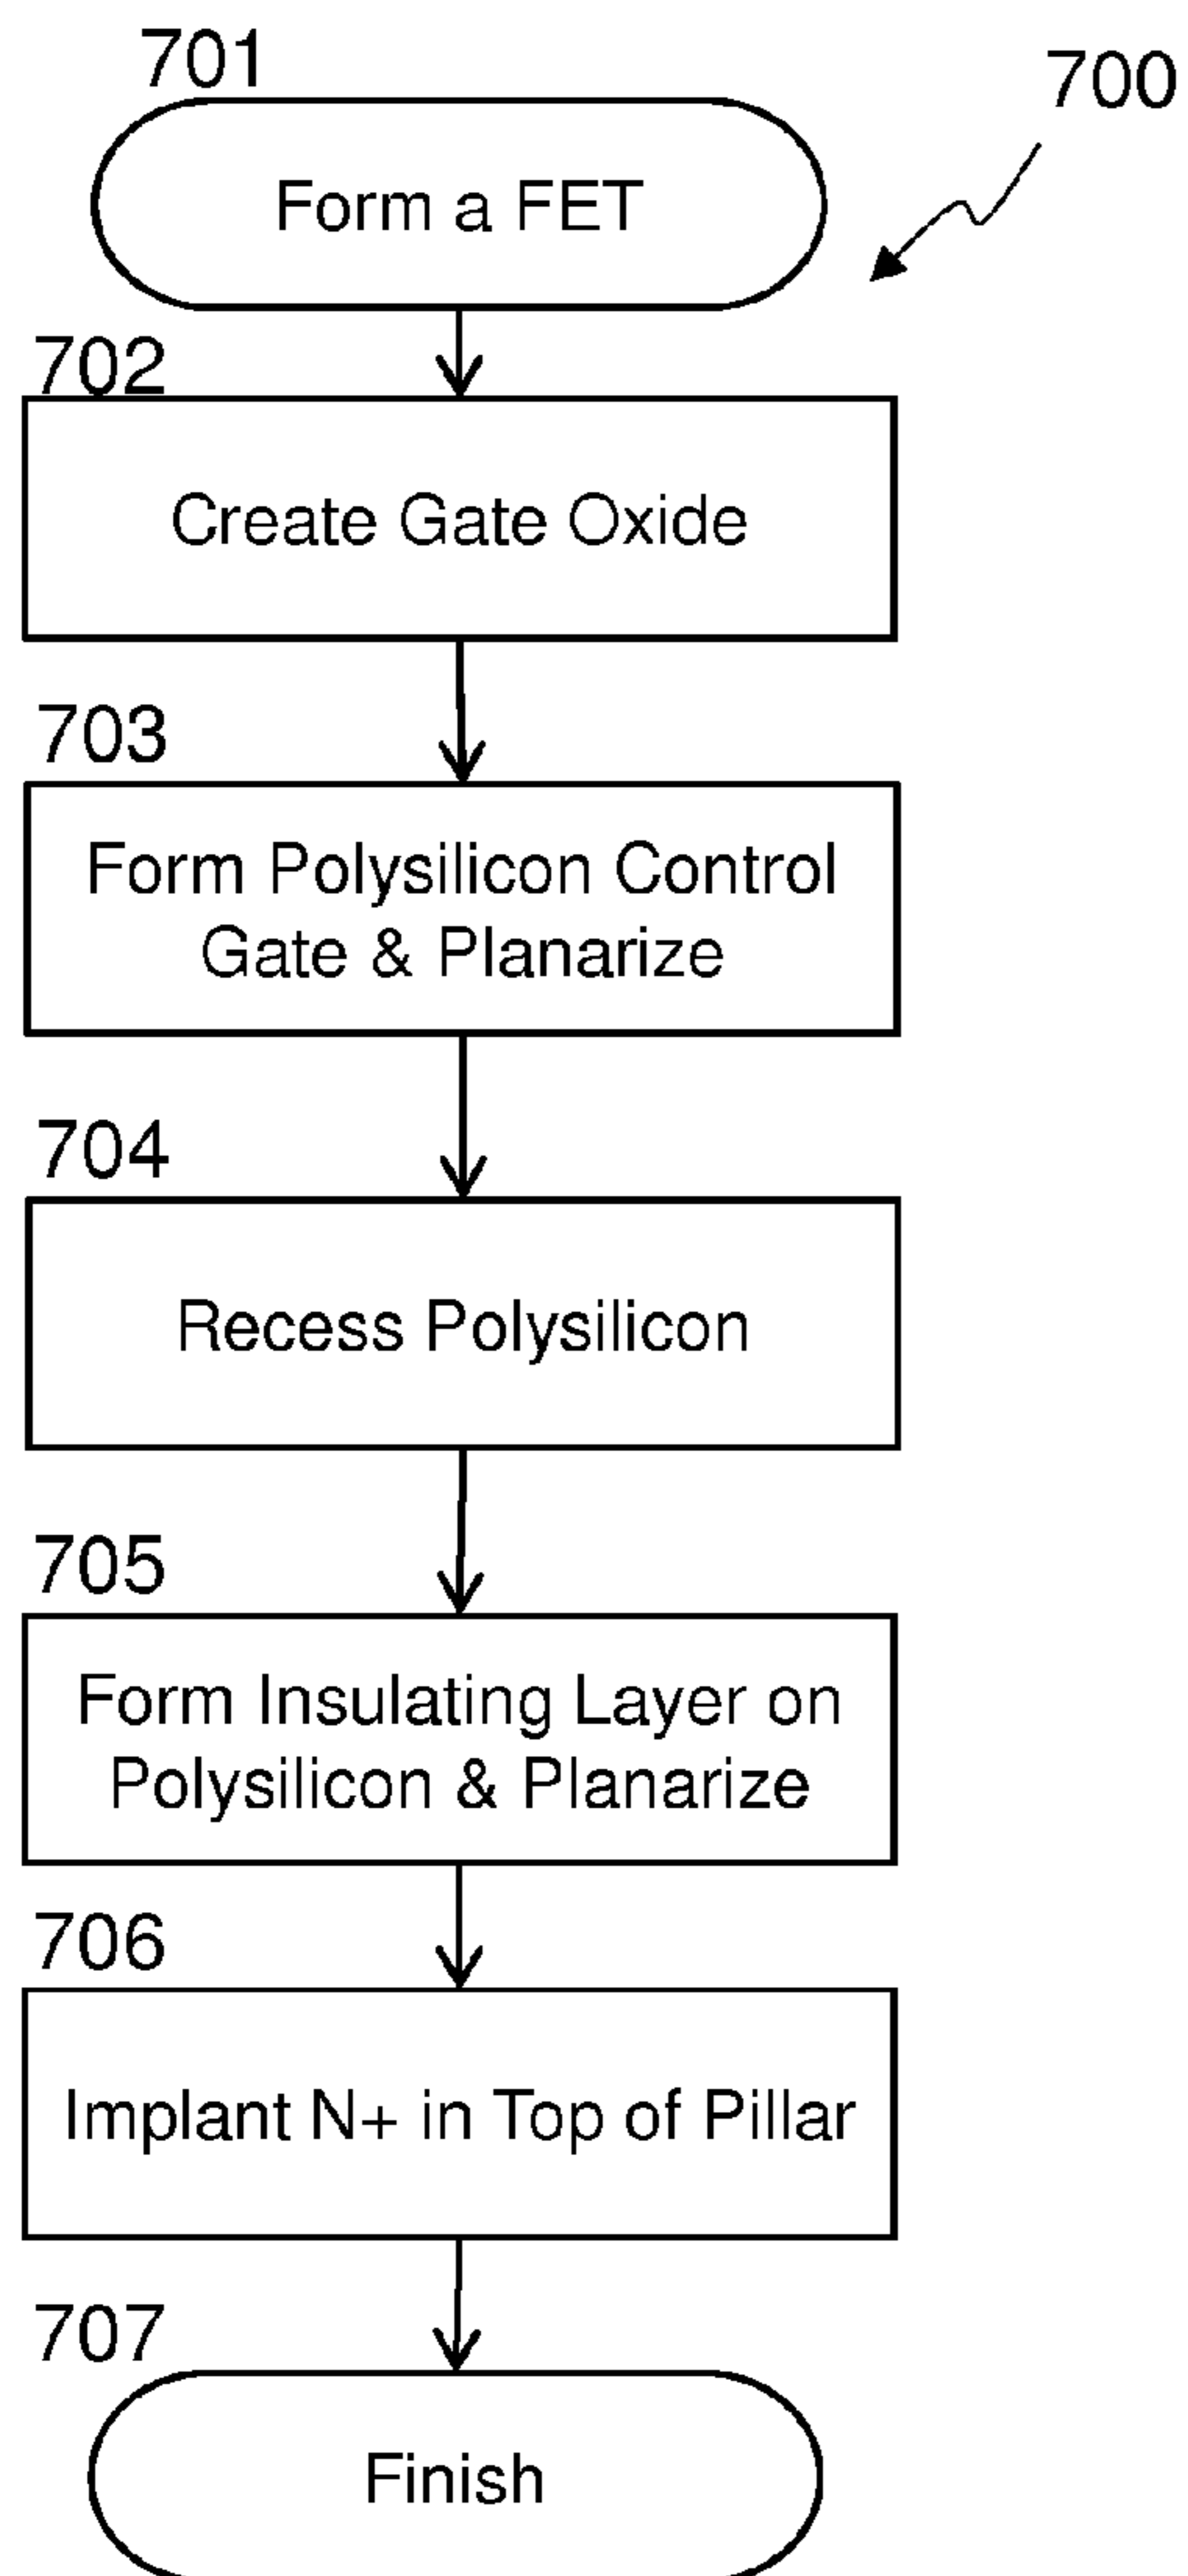 701
700
Form a FET
702
Create Gate Oxide
703
Form Polysilicon Control
Gate & Planarize
704
Recess Polysilicon
705
Form Insulating Layer on
Polysilicon & Planarize
706
Implant N+ in Top of Pillar
707
Finish